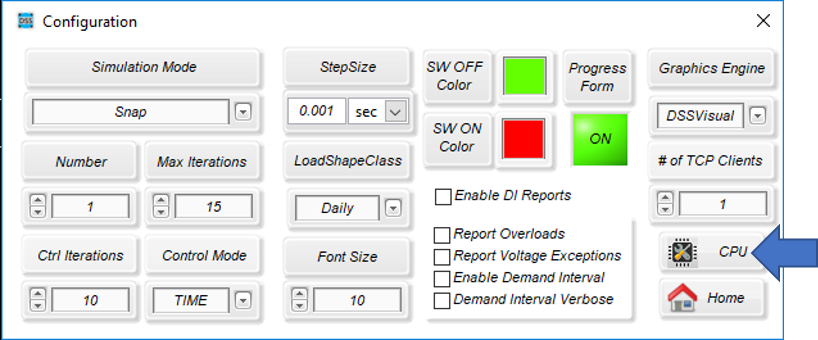 DSS Configuration
Simulation Mode
Snap
Number
Max Iterations
1
15
Ctrl Iterations
Control Mode
10
TIME
StepSize
0.001 sec
LoadShapeClass
Daily
Font Size
10
SW OFF
Color
SW ON
Color
Progress
Form
ON
Enable DI Reports
Report Overloads
Report Voltage Exceptions
Enable Demand Interval
Demand Interval Verbose
Graphics Engine
DSSVisual
# of TCP Clients
1
CPU
Home